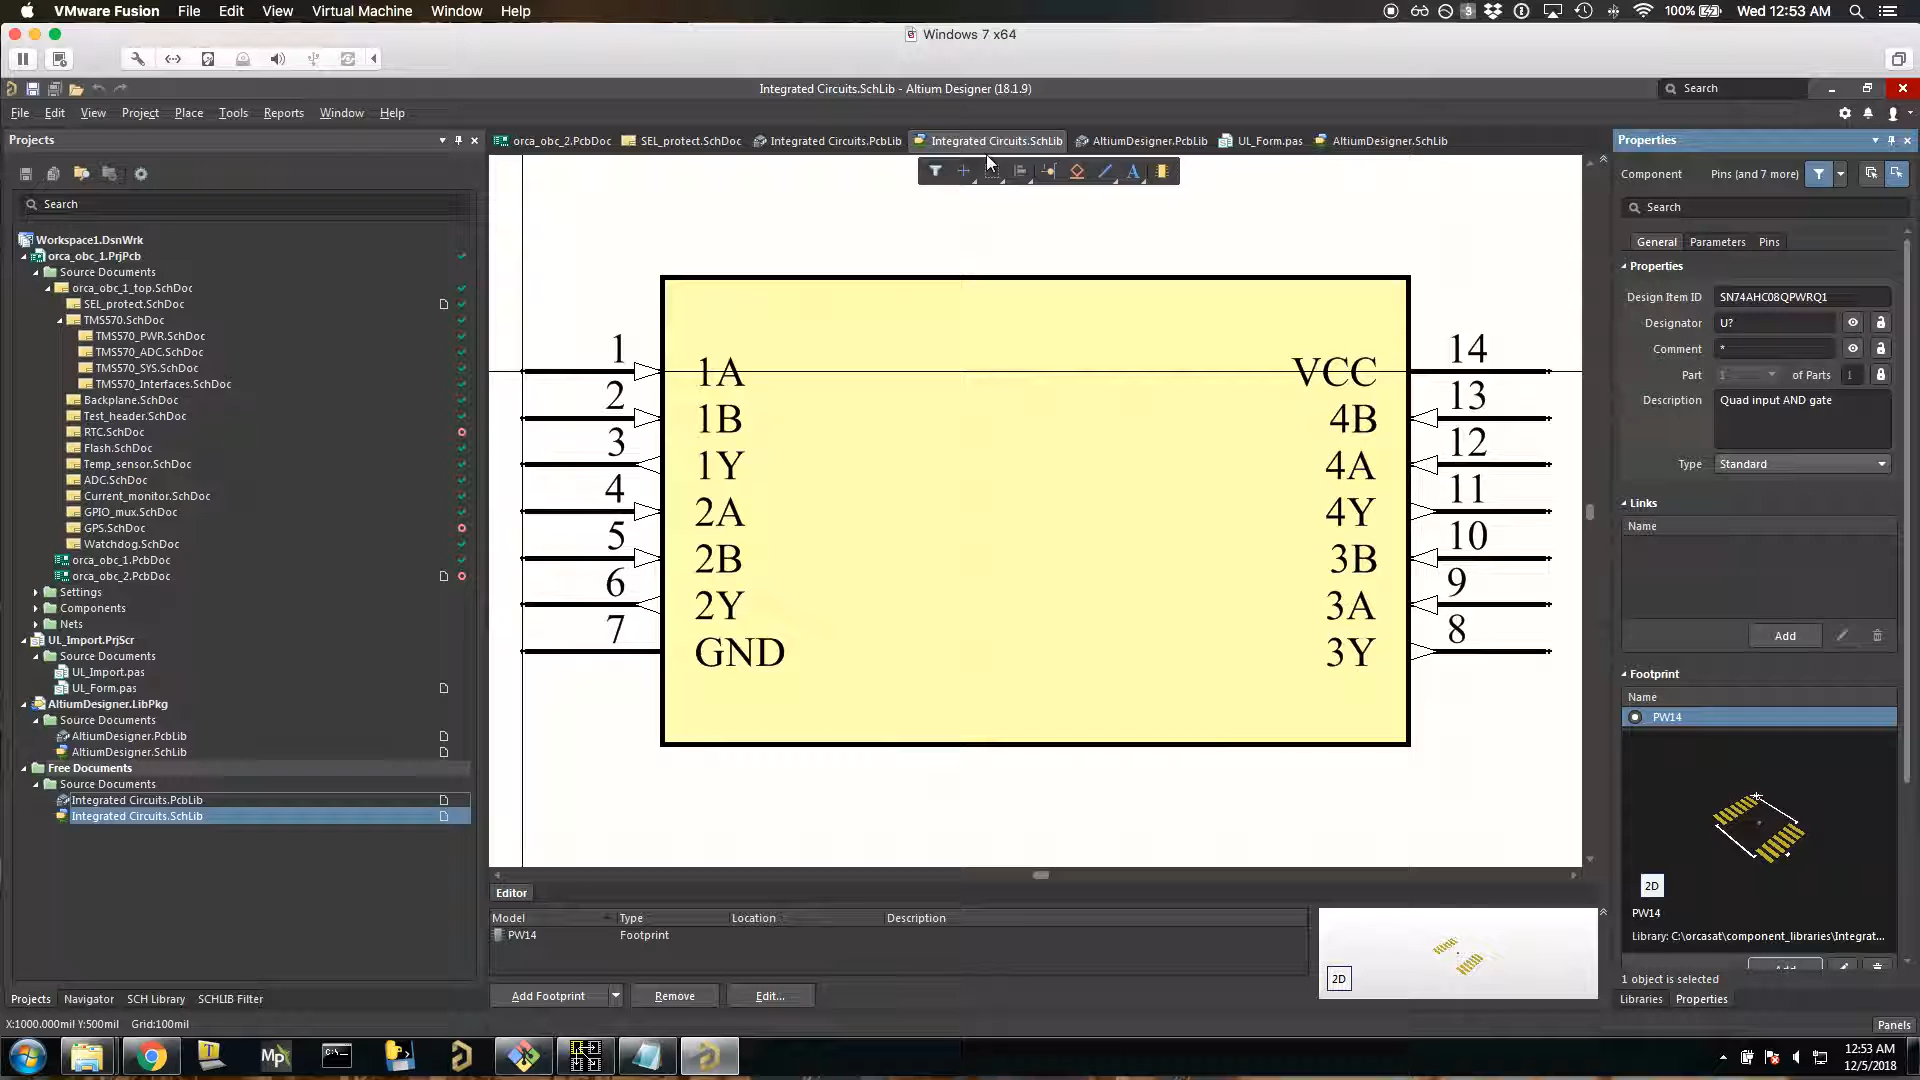 VMware Fusion File Edit View Virtual Machine Window Help
3 100% Wed 12:53 AM
Windows 7 x64
Integrated Circuits.SchLib - Altium Designer (18.1.9)
Search
File Edit View Project Place Tools Reports Window Help
Projects
orca_obc_2.PcbDoc SEL_protect.SchDoc Integrated Circuits.PcbLib Integrated Circuits.SchLib AltiumDesigner.PcbLib UL_Form.pas AltiumDesigner.SchLib
Properties
Component Pins (and 7 more)
Search
Search
General Parameters Pins
Properties
Design Item ID SN74AHC08QPWRQ1
Designator U?
Comment *
Part 1 of Parts 1
Description Quad input AND gate
Type Standard
Links
Name
Add
Footprint
Name
PW14
2D
PW14
Library: C:\orcasat\component_libraries\Integrat...
Add
1 object is selected
Libraries Properties
Panels
Workspace1.DsnWrk
orca_obc_1.PrjPcb
Source Documents
orca_obc_1_top.SchDoc
SEL_protect.SchDoc
TMS570.SchDoc
TMS570_PWR.SchDoc
TMS570_ADC.SchDoc
TMS570_SYS.SchDoc
TMS570_Interfaces.SchDoc
Backplane.SchDoc
Test_header.SchDoc
RTC.SchDoc
Flash.SchDoc
Temp_sensor.SchDoc
ADC.SchDoc
Current_monitor.SchDoc
GPIO_mux.SchDoc
GPS.SchDoc
Watchdog.SchDoc
orca_obc_1.PcbDoc
orca_obc_2.PcbDoc
Settings
Components
Nets
UL_Import.PrjScr
Source Documents
UL_Import.pas
UL_Form.pas
AltiumDesigner.LibPkg
Source Documents
AltiumDesigner.PcbLib
AltiumDesigner.SchLib
Free Documents
Source Documents
Integrated Circuits.PcbLib
Integrated Circuits.SchLib
1 1A VCC 14
2 1B 4B 13
3 1Y 4A 12
4 2A 4Y 11
5 2B 3B 10
6 2Y 3A 9
7 GND 3Y 8
Editor
Model Type Location Description
PW14 Footprint
2D
Add Footprint Remove Edit...
Projects Navigator SCH Library SCHLIB Filter
X:1000.000mil Y:500mil Grid:100mil
12:53 AM
12/5/2018